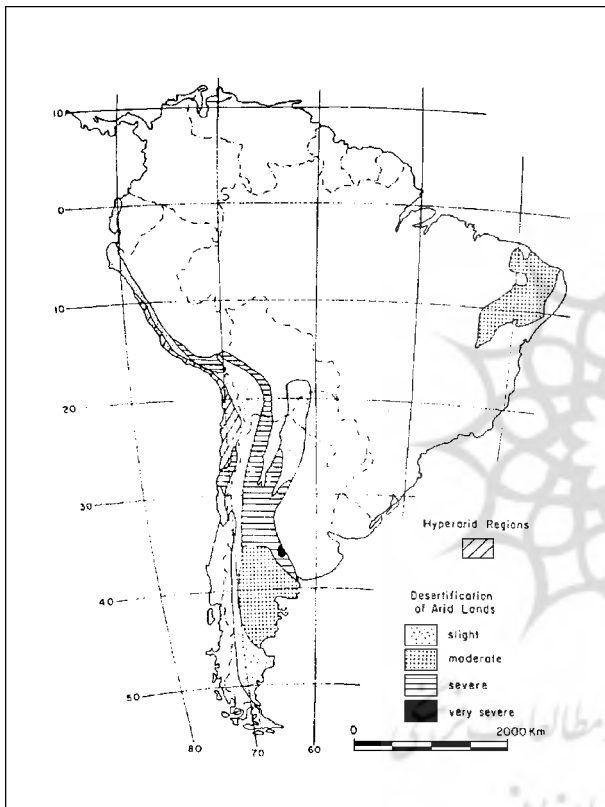 10
0
10
20
30
40
50
80
70
60
Hyperarid Regions
Desertification
of Arid Lands
slight
moderate
severe
very severe
0
2000 Km
مطالعات